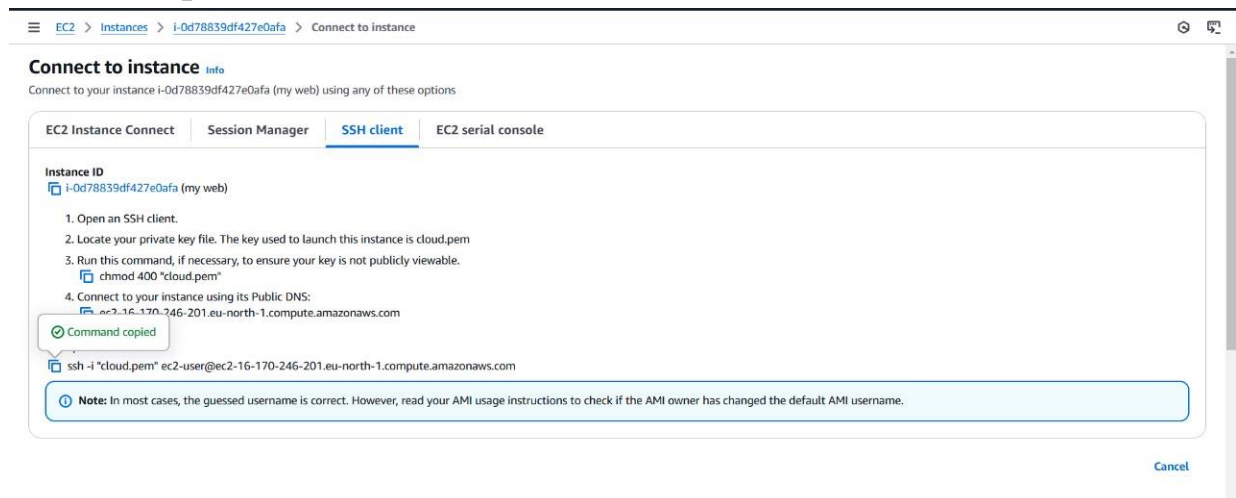 EC2 > Instances > i-0d78839df427e0afa > Connect to instance
Connect to instance Info
Connect to your instance i-0d78839df427e0afa (my web) using any of these options
EC2 Instance Connect Session Manager SSH client EC2 serial console
Instance ID
i-0d78839df427e0afa (my web)
1. Open an SSH client.
2. Locate your private key file. The key used to launch this instance is cloud.pem
3. Run this command, if necessary, to ensure your key is not publicly viewable.
chmod 400 "cloud.pem"
4. Connect to your instance using its Public DNS:
ec2-16-170-246-201.eu-north-1.compute.amazonaws.com
Command copied
ssh -i "cloud.pem" ec2-user@ec2-16-170-246-201.eu-north-1.compute.amazonaws.com
Note: In most cases, the guessed username is correct. However, read your AMI usage instructions to check if the AMI owner has changed the default AMI username.
Cancel